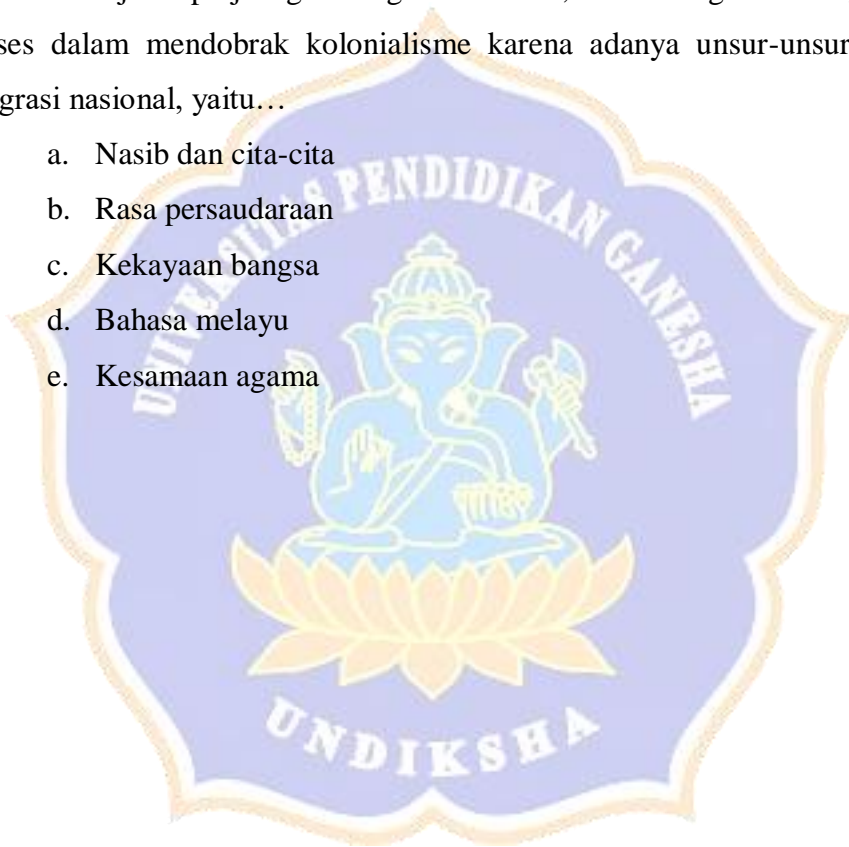 ses dalam mendobrak kolonialisme karena adanya unsur-unsur
grasi nasional, yaitu…
a. Nasib dan cita-cita
b. Rasa persaudaraan
c. Kekayaan bangsa
d. Bahasa melayu
e. Kesamaan agama
UNIVERSITAS PENDIDIKAN GANESHA
UNDIKSHA